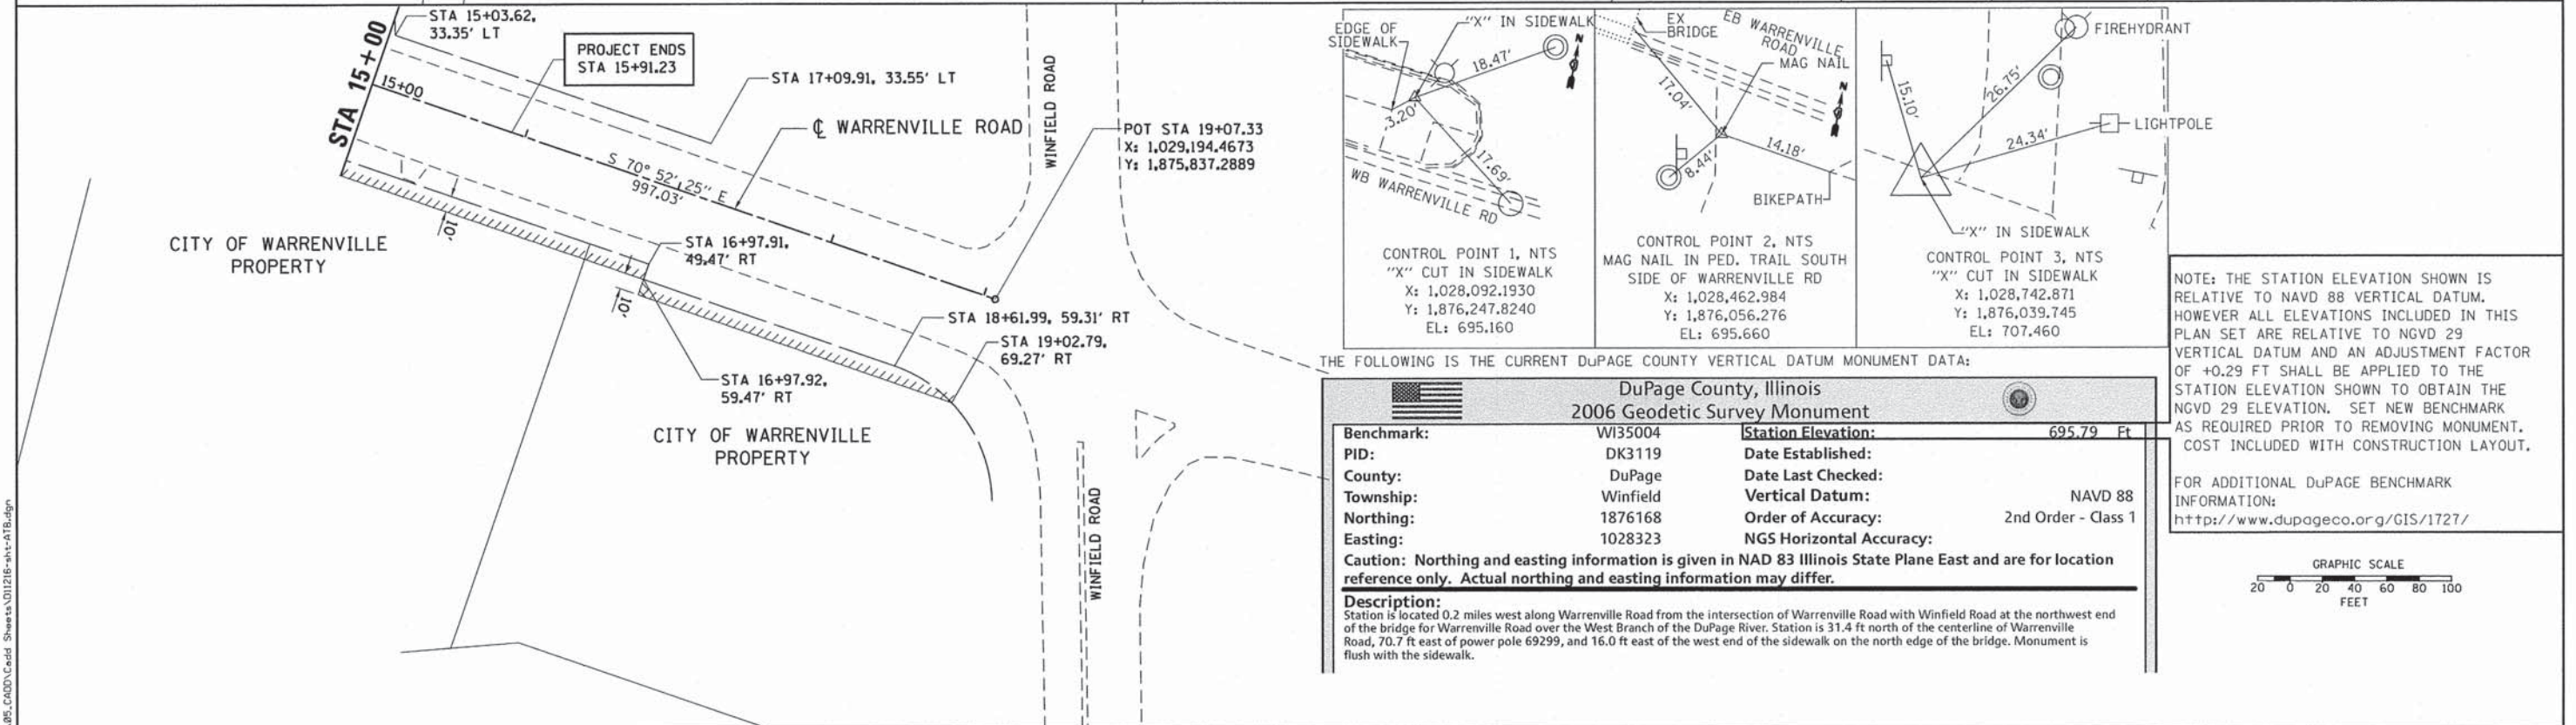 STA 15+03.62,
33.35' LT
PROJECT ENDS
STA 15+91.23
STA 17+09.91, 33.55' LT
STA 15+00
15+00
℄ WARRENVILLE ROAD
WINFIELD ROAD
POT STA 19+07.33
X: 1,029,194.4673
Y: 1,875,837.2889
S 70° 52' 25" E
997.03'
10'
CITY OF WARRENVILLE
PROPERTY
STA 16+97.91,
49.47' RT
10'
STA 18+61.99, 59.31' RT
STA 19+02.79,
69.27' RT
STA 16+97.92,
59.47' RT
CITY OF WARRENVILLE
PROPERTY
WINFIELD ROAD
EDGE OF
SIDEWALK
"X" IN SIDEWALK
18.47'
N
3.20'
17.69'
WB WARRENVILLE RD
CONTROL POINT 1, NTS
"X" CUT IN SIDEWALK
X: 1,028,092.1930
Y: 1,876,247.8240
EL: 695.160
EX
BRIDGE
EB WARRENVILLE
ROAD
MAG NAIL
17.04'
N
14.18'
8.44'
BIKEPATH
CONTROL POINT 2, NTS
MAG NAIL IN PED. TRAIL SOUTH
SIDE OF WARRENVILLE RD
X: 1,028,462.984
Y: 1,876,056.276
EL: 695.660
FIREHYDRANT
15.10'
26.75'
LIGHTPOLE
24.34'
"X" IN SIDEWALK
CONTROL POINT 3, NTS
"X" CUT IN SIDEWALK
X: 1,028,742.871
Y: 1,876,039.745
EL: 707.460
THE FOLLOWING IS THE CURRENT DuPAGE COUNTY VERTICAL DATUM MONUMENT DATA:
DuPage County, Illinois
2006 Geodetic Survey Monument
Benchmark: WI35004 Station Elevation: 695.79 Ft
PID: DK3119 Date Established:
County: DuPage Date Last Checked:
Township: Winfield Vertical Datum: NAVD 88
Northing: 1876168 Order of Accuracy: 2nd Order - Class 1
Easting: 1028323 NGS Horizontal Accuracy:
Caution: Northing and easting information is given in NAD 83 Illinois State Plane East and are for location
reference only. Actual northing and easting information may differ.
Description:
Station is located 0.2 miles west along Warrenville Road from the intersection of Warrenville Road with Winfield Road at the northwest end
of the bridge for Warrenville Road over the West Branch of the DuPage River. Station is 31.4 ft north of the centerline of Warrenville
Road, 70.7 ft east of power pole 69299, and 16.0 ft east of the west end of the sidewalk on the north edge of the bridge. Monument is
flush with the sidewalk.
NOTE: THE STATION ELEVATION SHOWN IS
RELATIVE TO NAVD 88 VERTICAL DATUM.
HOWEVER ALL ELEVATIONS INCLUDED IN THIS
PLAN SET ARE RELATIVE TO NGVD 29
VERTICAL DATUM AND AN ADJUSTMENT FACTOR
OF +0.29 FT SHALL BE APPLIED TO THE
STATION ELEVATION SHOWN TO OBTAIN THE
NGVD 29 ELEVATION. SET NEW BENCHMARK
AS REQUIRED PRIOR TO REMOVING MONUMENT.
COST INCLUDED WITH CONSTRUCTION LAYOUT.
FOR ADDITIONAL DuPAGE BENCHMARK
INFORMATION:
http://www.dupageco.org/GIS/1727/
GRAPHIC SCALE
20 0 20 40 60 80 100
FEET
05_CADD\Cadd Sheets\D11216-sht-ATB.dgn